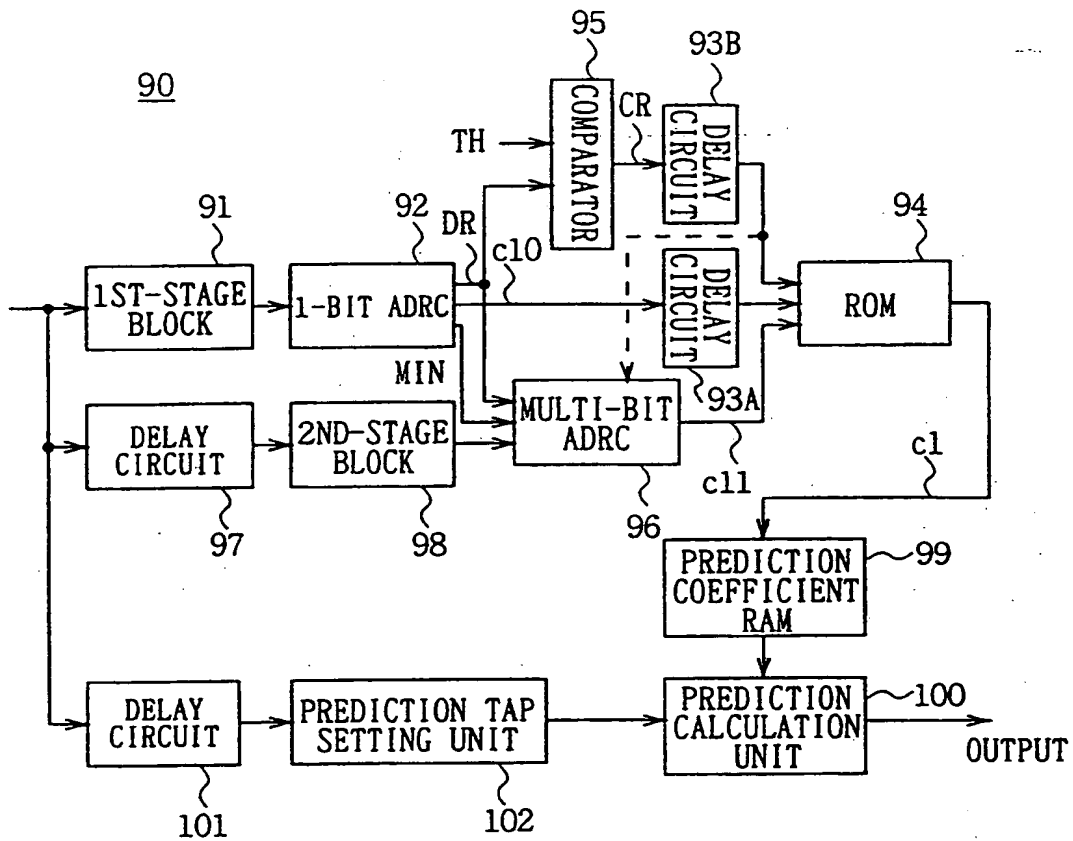 90
95
93B
COMPARATOR
TH
CR
DELAY
CIRCUIT
91
92
DR
c10
94
1ST-STAGE
BLOCK
1-BIT ADRC
DELAY
CIRCUIT
ROM
MIN
93A
DELAY
CIRCUIT
2ND-STAGE
BLOCK
MULTI-BIT
ADRC
c11
c1
97
98
96
PREDICTION
COEFFICIENT
RAM
99
DELAY
CIRCUIT
PREDICTION TAP
SETTING UNIT
PREDICTION
CALCULATION
UNIT
100
OUTPUT
101
102